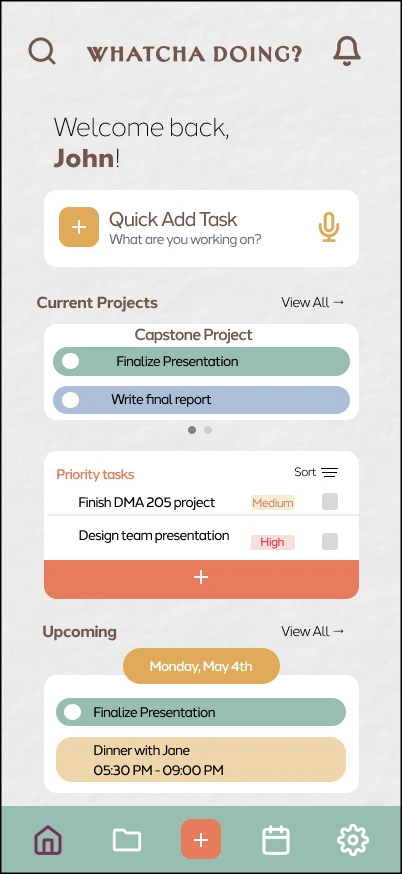 WHATCHA DOING?
Welcome back,
John!
Quick Add Task
What are you working on?
Current Projects View All →
Capstone Project
Finalize Presentation
Write final report
Priority tasks Sort
Finish DMA 205 project Medium
Design team presentation High
+
Upcoming View All →
Monday, May 4th
Finalize Presentation
Dinner with Jane
05:30 PM - 09:00 PM